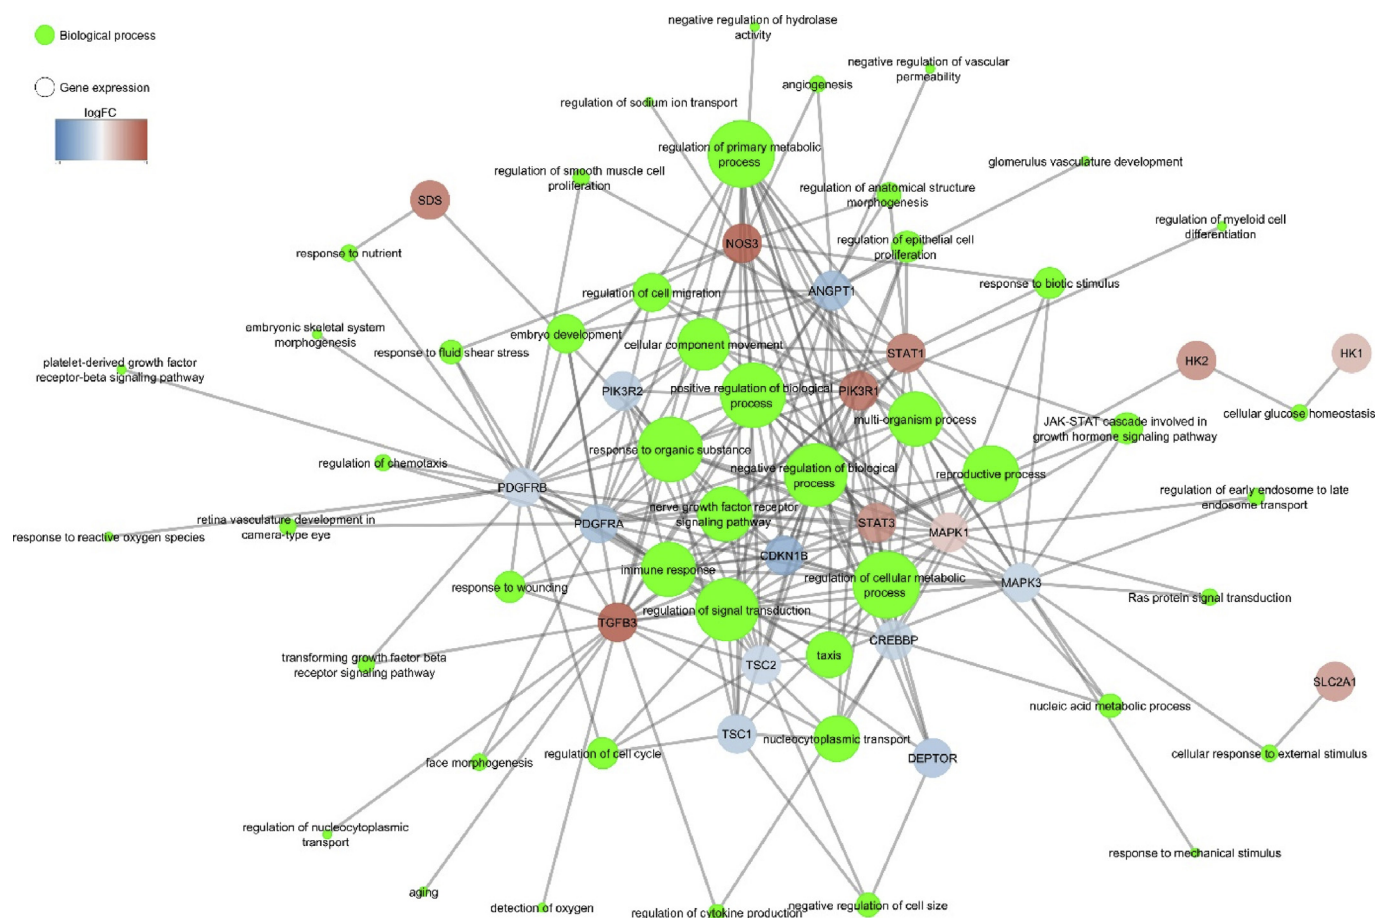 negative regulation of hydrolase
activity
Biological process
negative regulation of vascular
permeability
Gene expression
angiogenesis
regulation of sodium ion transport
logFC
regulation of primary metabolic
process
glomerulus vasculature development
regulation of smooth muscle cell
proliferation
regulation of anatomical structure
morphogenesis
SDS
regulation of myeloid cell
differentiation
NOS3
regulation of epithelial cell
proliferation
response to nutrient
response to biotic stimulus
ANGPT1
regulation of cell migration
embryonic skeletal system
morphogenesis
embryo development
cellular component movement
response to fluid shear stress
STAT1
HK2
HK1
platelet-derived growth factor
receptor-beta signaling pathway
PIK3R2
positive regulation of biological
process
PIK3R1
multi-organism process
cellular glucose homeostasis
JAK-STAT cascade involved in
growth hormone signaling pathway
response to organic substance
regulation of chemotaxis
negative regulation of biological
process
reproductive process
PDGFRB
regulation of early endosome to late
endosome transport
nerve growth factor receptor
signaling pathway
retina vasculature development in
camera-type eye
response to reactive oxygen species
PDGFRA
STAT3
MAPK1
CDKN1B
immune response
regulation of cellular metabolic
process
MAPK3
response to wounding
Ras protein signal transduction
regulation of signal transduction
TGFB3
CREBBP
transforming growth factor beta
receptor signaling pathway
TSC2
taxis
SLC2A1
nucleic acid metabolic process
TSC1
nucleocytoplasmic transport
regulation of cell cycle
face morphogenesis
DEPTOR
cellular response to external stimulus
regulation of nucleocytoplasmic
transport
response to mechanical stimulus
aging
detection of oxygen
regulation of cytokine production
negative regulation of cell size